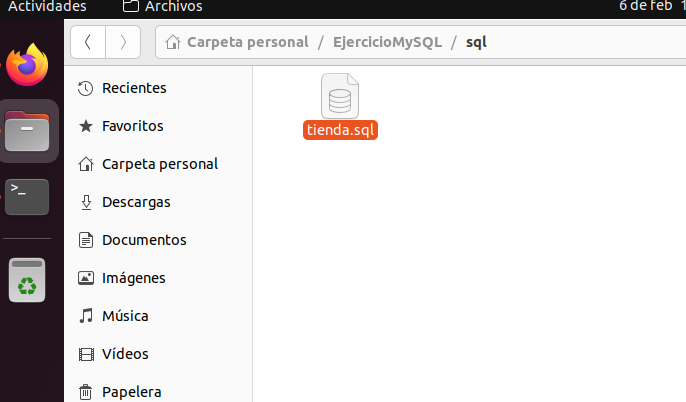 Actividades Archivos 6 de feb
Carpeta personal / EjercicioMySQL / sql
Recientes
tienda.sql
Favoritos
Carpeta personal
>_
Descargas
Documentos
Imágenes
Música
Vídeos
Papelera